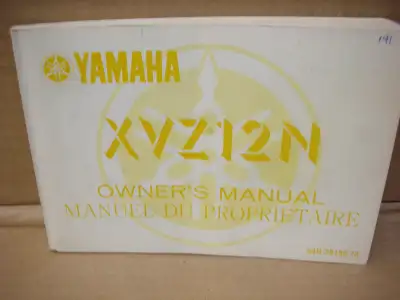 YAMAHA
XVZ12N
OWNER'S MANUAL
MANUEL DU PROPRIETAIRE